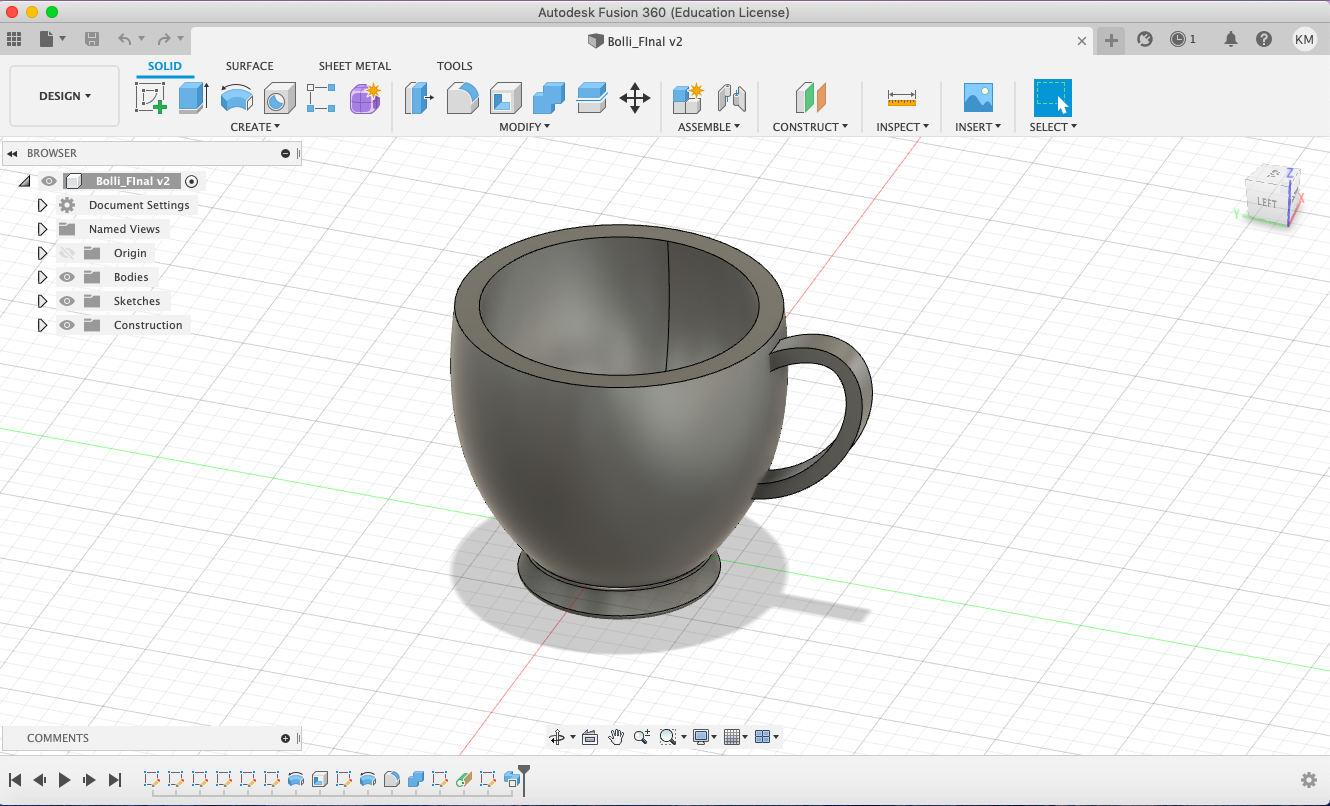 Autodesk Fusion 360 (Education License)
Bolli_FInal v2
1
KM
SOLID SURFACE SHEET METAL TOOLS
DESIGN
CREATE MODIFY ASSEMBLE CONSTRUCT INSPECT INSERT SELECT
BROWSER
Bolli_FInal v2
Document Settings
Named Views
Origin
Bodies
Sketches
Construction
Z
LEFT
X
Y
COMMENTS